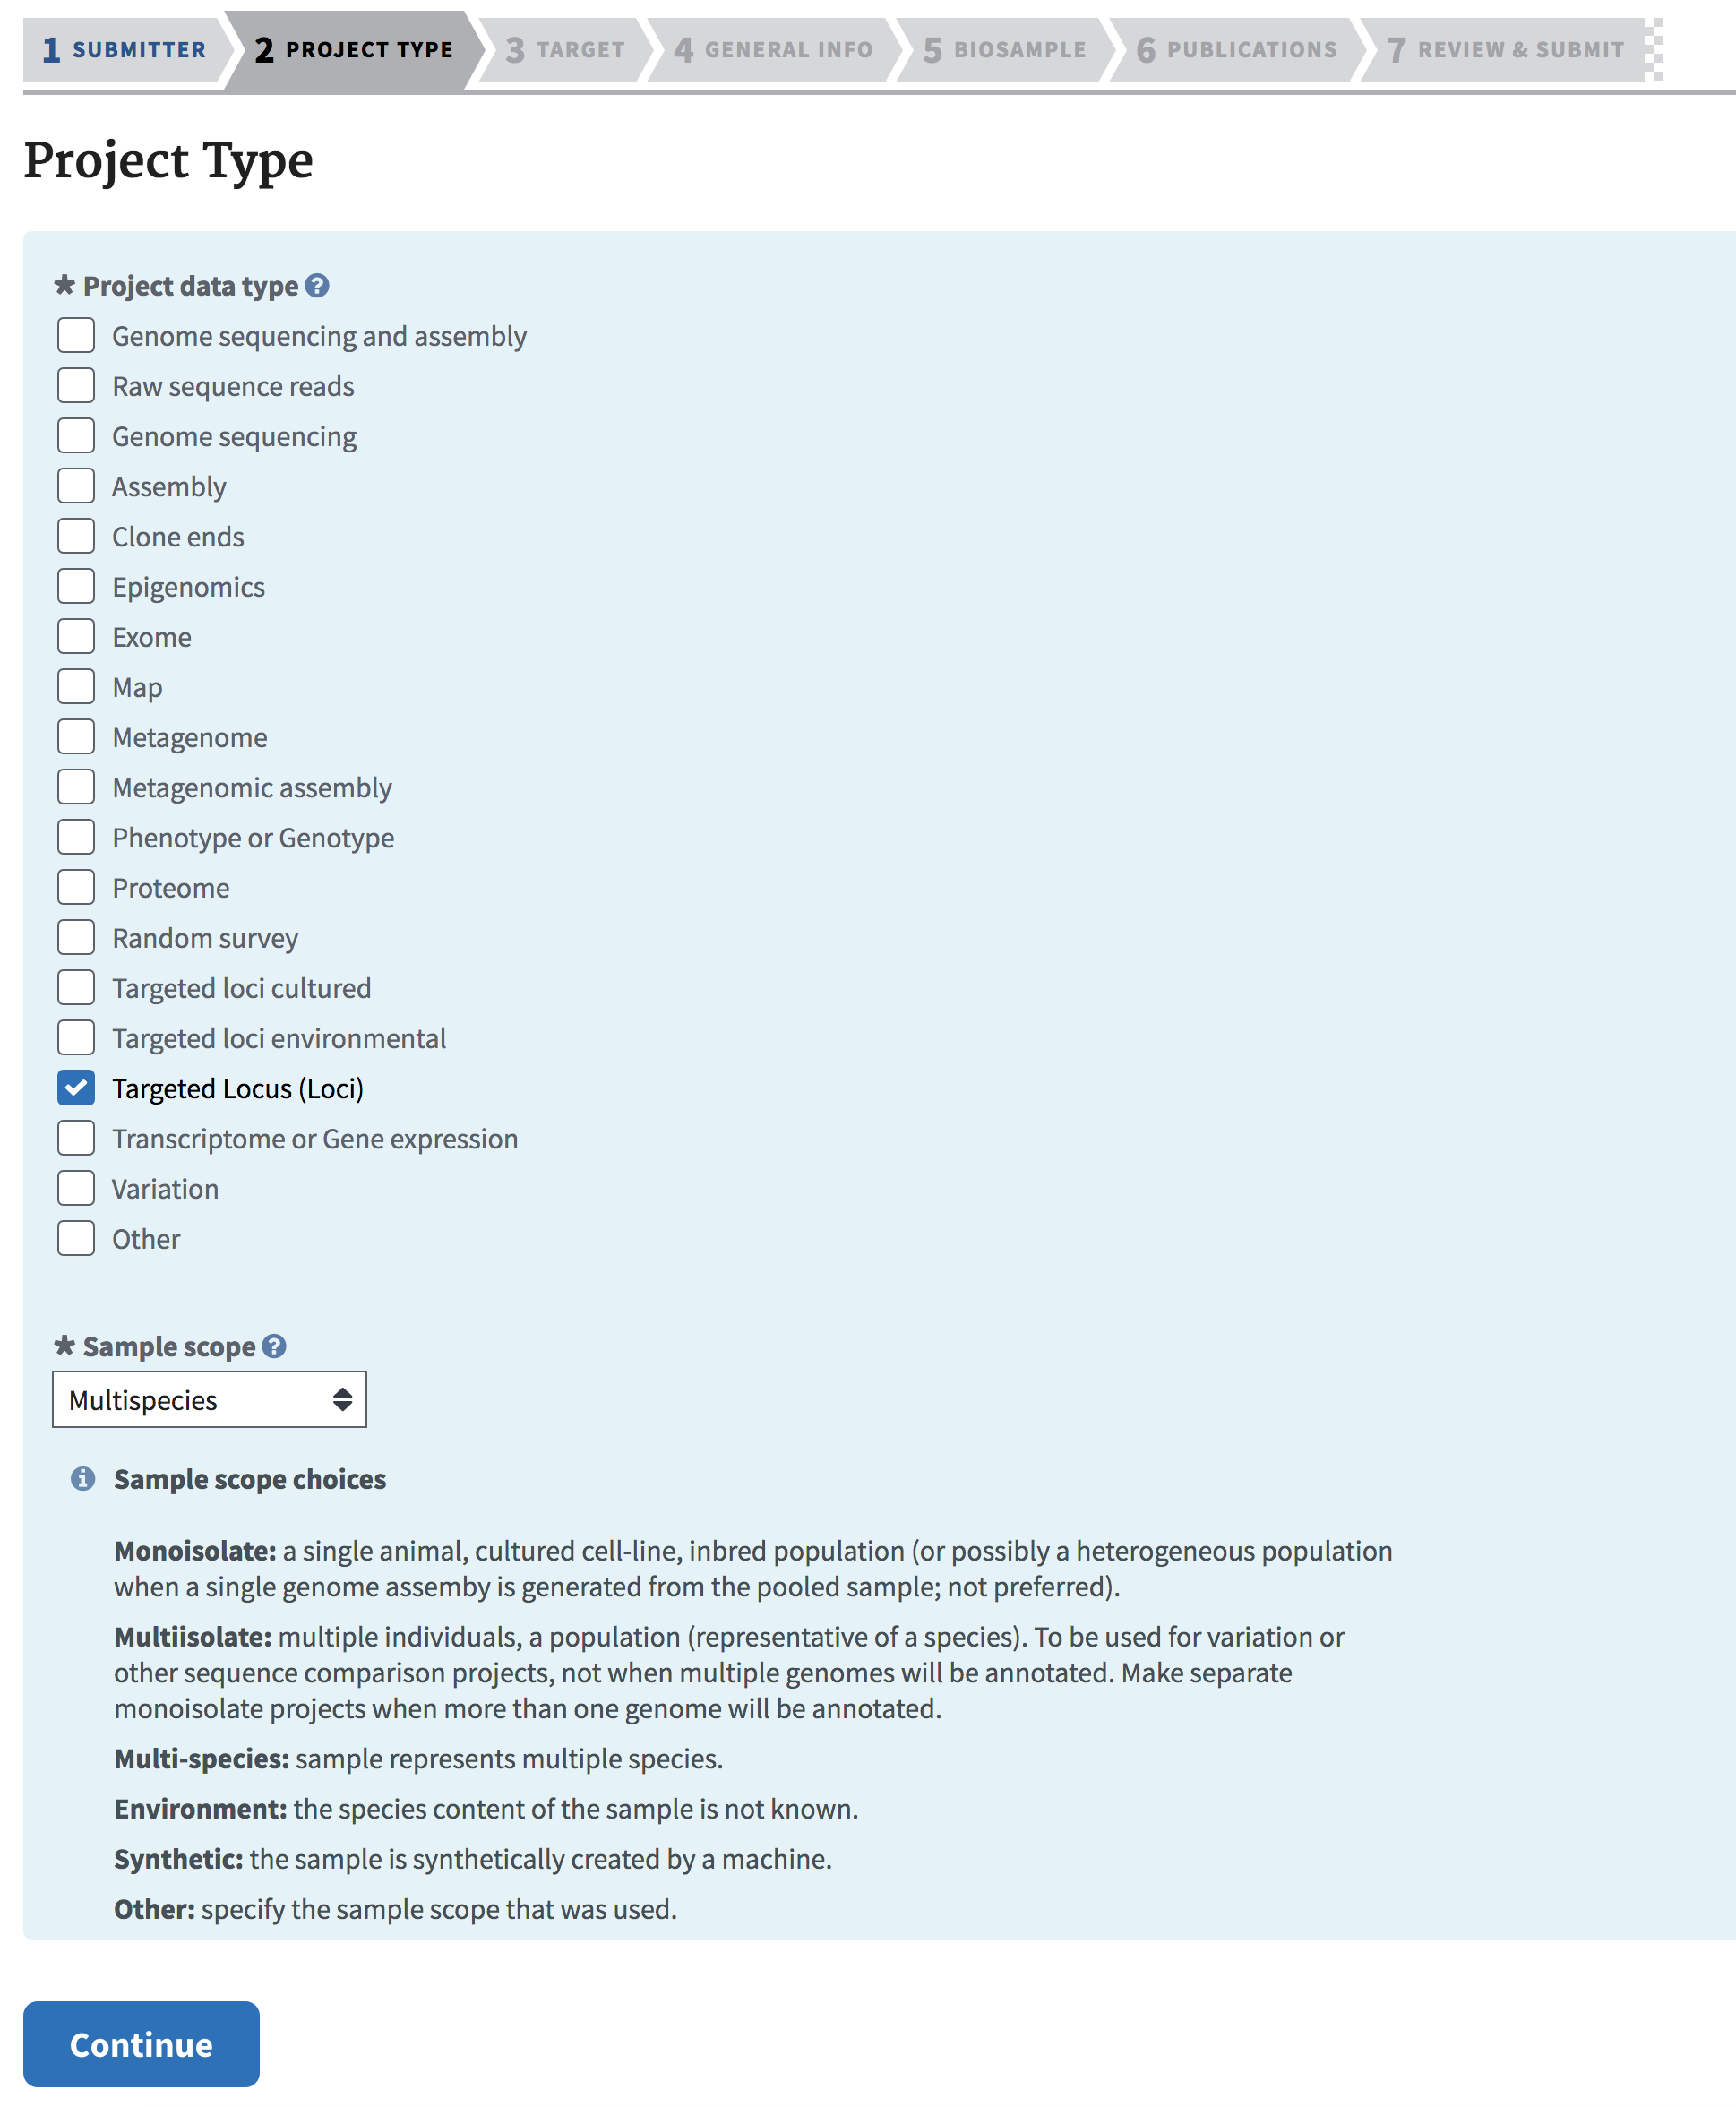 1 SUBMITTER 2 PROJECT TYPE 3 TARGET 4 GENERAL INFO 5 BIOSAMPLE 6 PUBLICATIONS 7 REVIEW & SUBMIT
Project Type
* Project data type ?
Genome sequencing and assembly
Raw sequence reads
Genome sequencing
Assembly
Clone ends
Epigenomics
Exome
Map
Metagenome
Metagenomic assembly
Phenotype or Genotype
Proteome
Random survey
Targeted loci cultured
Targeted loci environmental
Targeted Locus (Loci)
Transcriptome or Gene expression
Variation
Other
* Sample scope ?
Multispecies
i Sample scope choices
Monoisolate: a single animal, cultured cell-line, inbred population (or possibly a heterogeneous population
when a single genome assemby is generated from the pooled sample; not preferred).
Multiisolate: multiple individuals, a population (representative of a species). To be used for variation or
other sequence comparison projects, not when multiple genomes will be annotated. Make separate
monoisolate projects when more than one genome will be annotated.
Multi-species: sample represents multiple species.
Environment: the species content of the sample is not known.
Synthetic: the sample is synthetically created by a machine.
Other: specify the sample scope that was used.
Continue